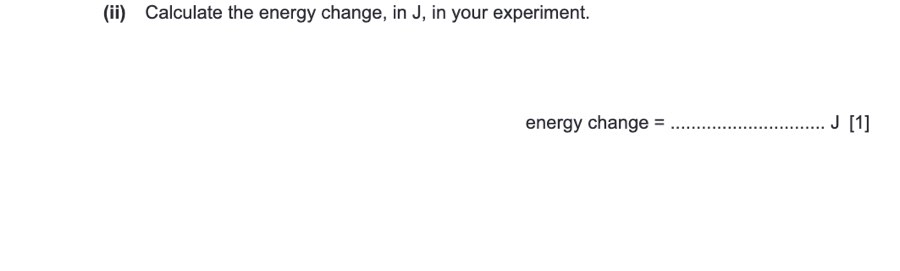 (ii) Calculate the energy change, in J, in your experiment.
energy change = .............................. J [1]